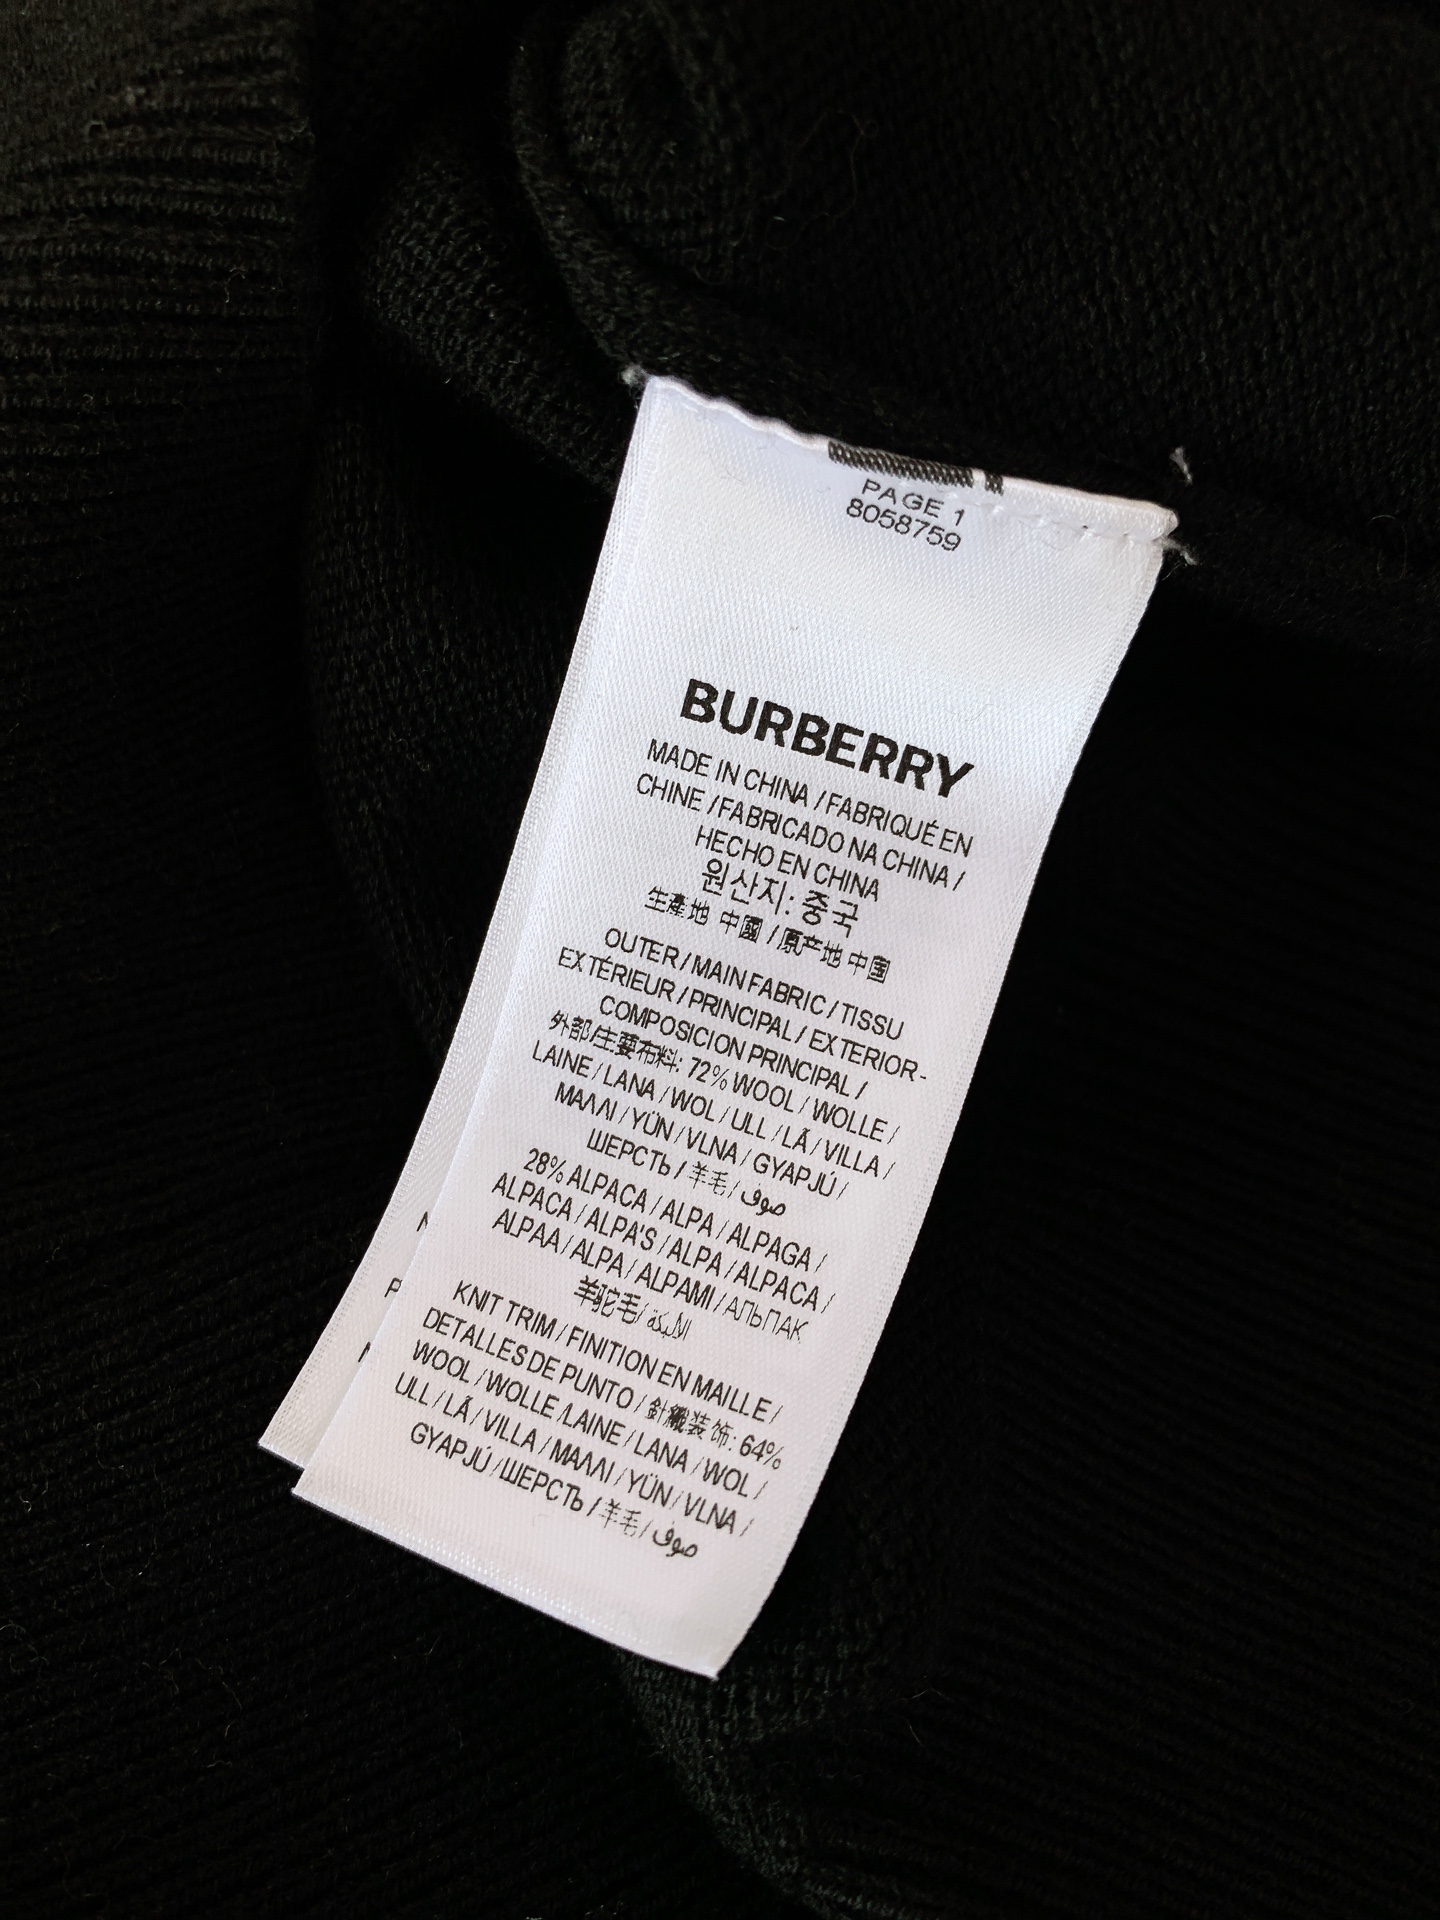 PAGE 1
8058759
BURBERRY
MADE IN CHINA / FABRIQUÉ EN
CHINE / FABRICADO NA CHINA /
HECHO EN CHINA
원산지: 중국
生產地 中國 / 原产地 中国
OUTER / MAIN FABRIC / TISSU
EXTÉRIEUR / PRINCIPAL / EXTERIOR-
COMPOSICION PRINCIPAL /
外部/主要布料: 72% WOOL / WOLLE /
LAINE / LANA / WOL / ULL / LÃ / VILLA /
ΜΑΛΛΙ / YÜN / VLNA / GYAPJÚ /
ШЕРСТЬ / 羊毛 / صوف
28% ALPACA / ALPA / ALPAGA /
ALPACA / ALPA'S / ALPA / ALPACA /
ALPAA / ALPA / ALPAMI / АЛЬПАК
羊驼毛 /
KNIT TRIM / FINITION EN MAILLE /
DETALLES DE PUNTO / 針織装饰: 64%
WOOL / WOLLE / LAINE / LANA / WOL /
ULL / LÃ / VILLA / ΜΑΛΛΙ / YÜN / VLNA /
GYAPJÚ / ШЕРСТЬ / 羊毛 / صوف